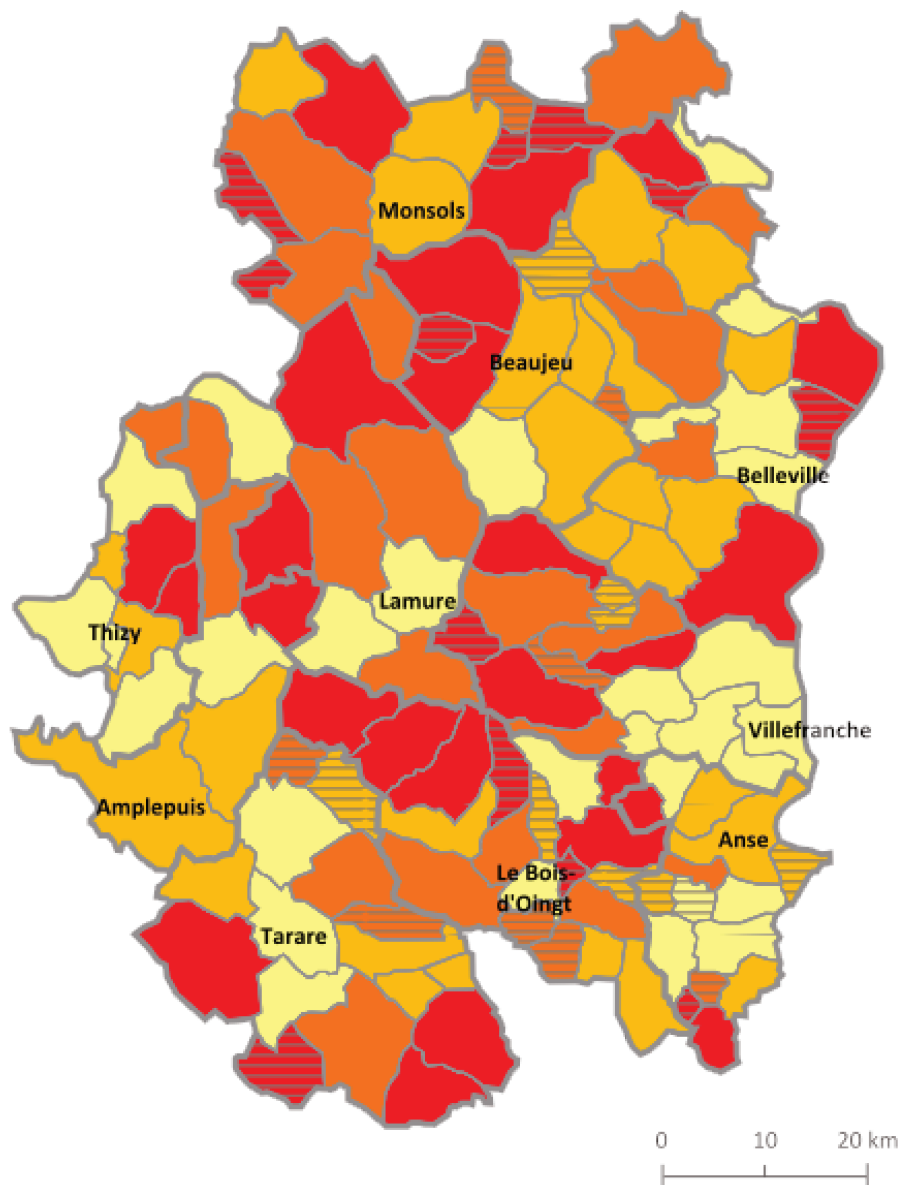 Monsols
Beaujeu
Belleville
Lamure
Thizy
Villefranche
Amplepuis
Anse
Le Bois-
d'Oingt
Tarare
0 10 20 km